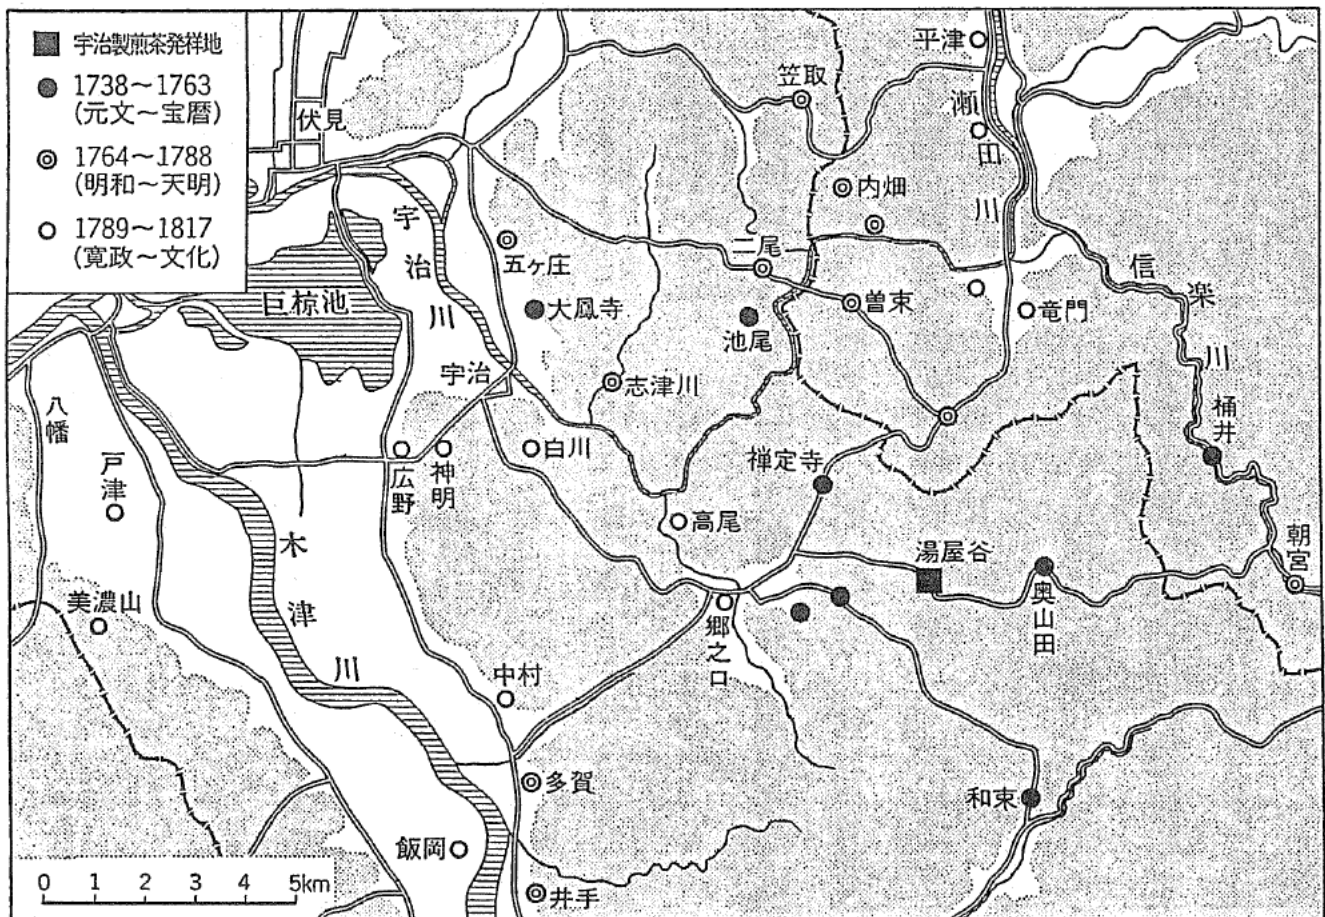 宇治製煎茶発祥地
1738～1763
(元文～宝暦)
1764～1788
(明和～天明)
1789～1817
(寛政～文化)
伏見
平津
笠取
瀬田川
内畑
宇治川
五ヶ庄
二尾
信楽川
巨椋池
大鳳寺
池尾
曽束
竜門
宇治
志津川
八幡
戸津
広野
神明
白川
禅定寺
桶井
高尾
木津川
湯屋谷
朝宮
美濃山
奥山田
郷之口
中村
多賀
和束
飯岡
井手
0 1 2 3 4 5km